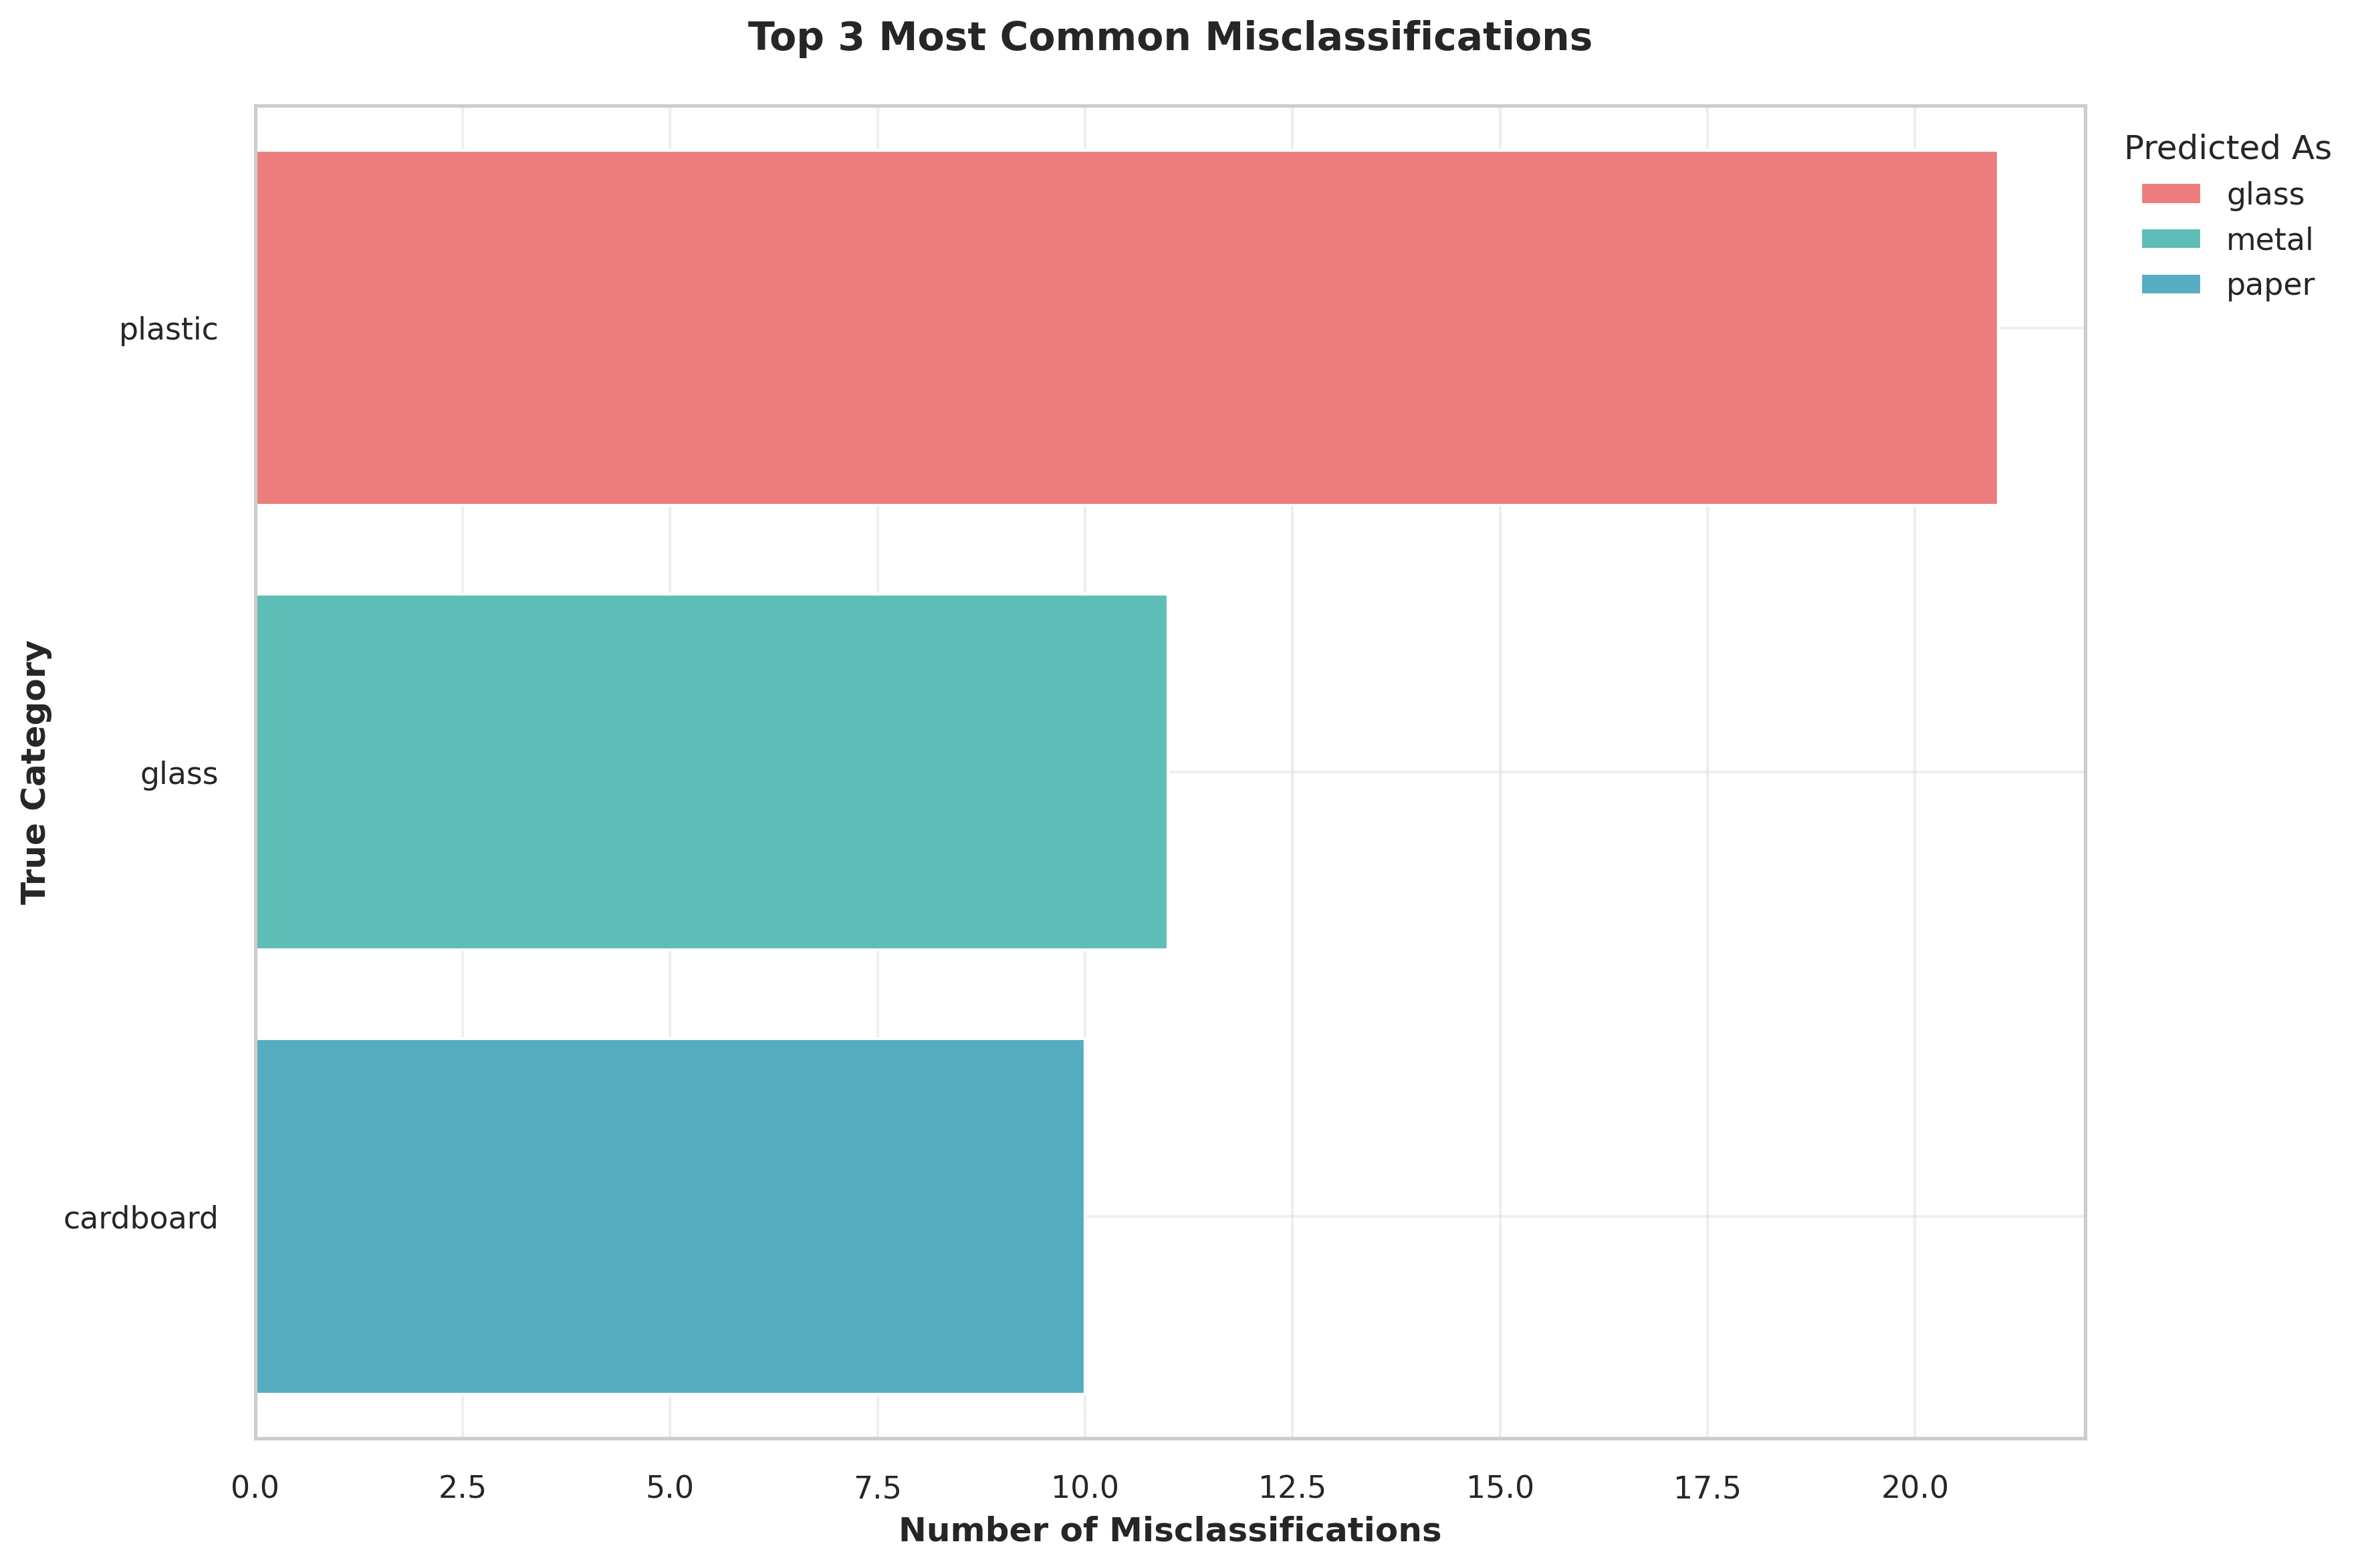 Top 3 Most Common Misclassifications
Predicted As
glass
metal
paper
True Category
plastic
glass
cardboard
0.0 2.5 5.0 7.5 10.0 12.5 15.0 17.5 20.0
Number of Misclassifications